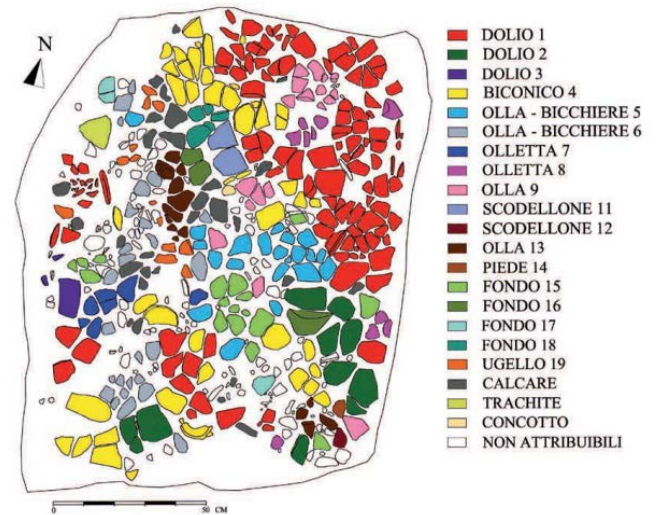 N
DOLIO 1
DOLIO 2
DOLIO 3
BICONICO 4
OLLA - BICCHIERE 5
OLLA - BICCHIERE 6
OLLETTA 7
OLLETTA 8
OLLA 9
SCODELLONE 11
SCODELLONE 12
OLLA 13
PIEDE 14
FONDO 15
FONDO 16
FONDO 17
FONDO 18
UGELLO 19
CALCARE
TRACHITE
CONCOTTO
NON ATTRIBUIBILI
0 50 CM